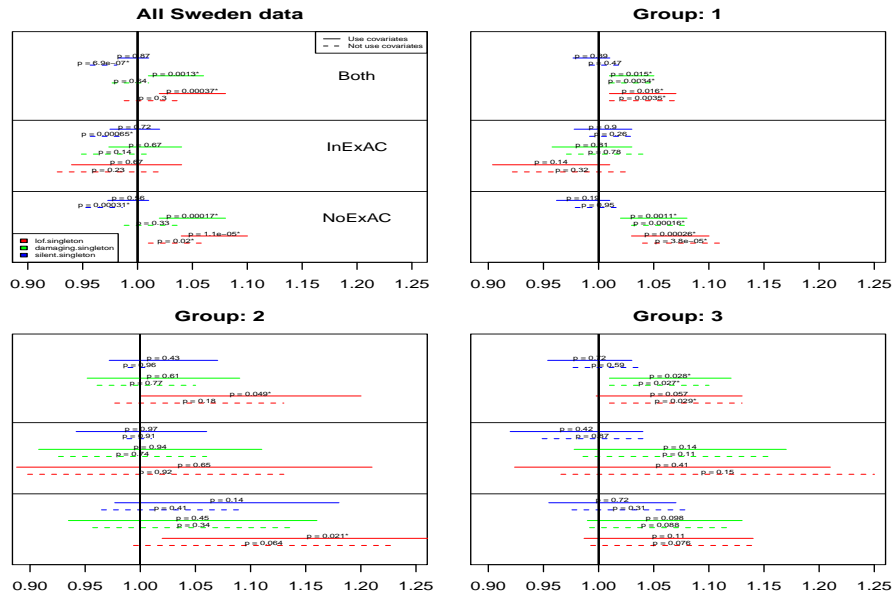 All Sweden data
Use covariates
Not use covariates
p = 0.87
p = 6.9e-07*
Both
p = 0.0013*
p = 0.64
p = 0.00037*
p = 0.3
p = 0.72
p = 0.00065*
InExAC
p = 0.67
p = 0.14
p = 0.67
p = 0.23
p = 0.56
p = 0.00031*
NoExAC
p = 0.00017*
p = 0.33
p = 1.1e-05*
p = 0.02*
lof.singleton
damaging.singleton
silent.singleton
0.90 0.95 1.00 1.05 1.10 1.15 1.20 1.25
Group: 1
p = 0.89
p = 0.47
p = 0.015*
p = 0.0034*
p = 0.016*
p = 0.0035*
p = 0.9
p = 0.26
p = 0.81
p = 0.78
p = 0.14
p = 0.32
p = 0.19
p = 0.95
p = 0.0011*
p = 0.00016*
p = 0.00026*
p = 3.8e-05*
0.90 0.95 1.00 1.05 1.10 1.15 1.20 1.25
Group: 2
p = 0.43
p = 0.96
p = 0.61
p = 0.77
p = 0.049*
p = 0.18
p = 0.97
p = 0.91
p = 0.94
p = 0.74
p = 0.65
p = 0.92
p = 0.14
p = 0.41
p = 0.45
p = 0.34
p = 0.021*
p = 0.064
0.90 0.95 1.00 1.05 1.10 1.15 1.20 1.25
Group: 3
p = 0.72
p = 0.59
p = 0.028*
p = 0.027*
p = 0.057
p = 0.029*
p = 0.42
p = 0.87
p = 0.14
p = 0.11
p = 0.41
p = 0.15
p = 0.72
p = 0.31
p = 0.098
p = 0.088
p = 0.11
p = 0.076
0.90 0.95 1.00 1.05 1.10 1.15 1.20 1.25